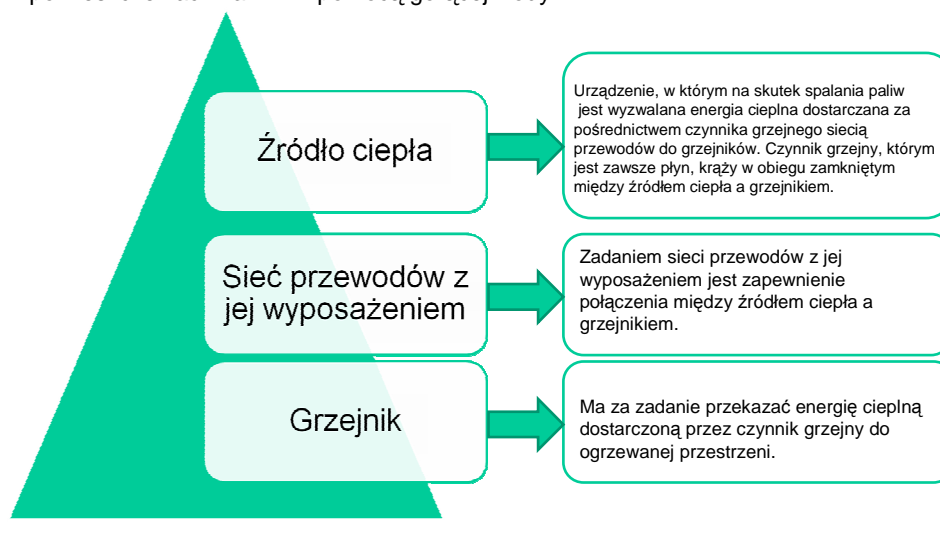 Źródło ciepła
Urządzenie, w którym na skutek spalania paliw
jest wyzwalana energia cieplna dostarczana za
pośrednictwem czynnika grzejnego siecią
przewodów do grzejników. Czynnik grzejny, którym
jest zawsze płyn, krąży w obiegu zamkniętym
między źródłem ciepła a grzejnikiem.
Sieć przewodów z
jej wyposażeniem
Zadaniem sieci przewodów z jej
wyposażeniem jest zapewnienie
połączenia między źródłem ciepła a
grzejnikiem.
Grzejnik
Ma za zadanie przekazać energię cieplną
dostarczoną przez czynnik grzejny do
ogrzewanej przestrzeni.